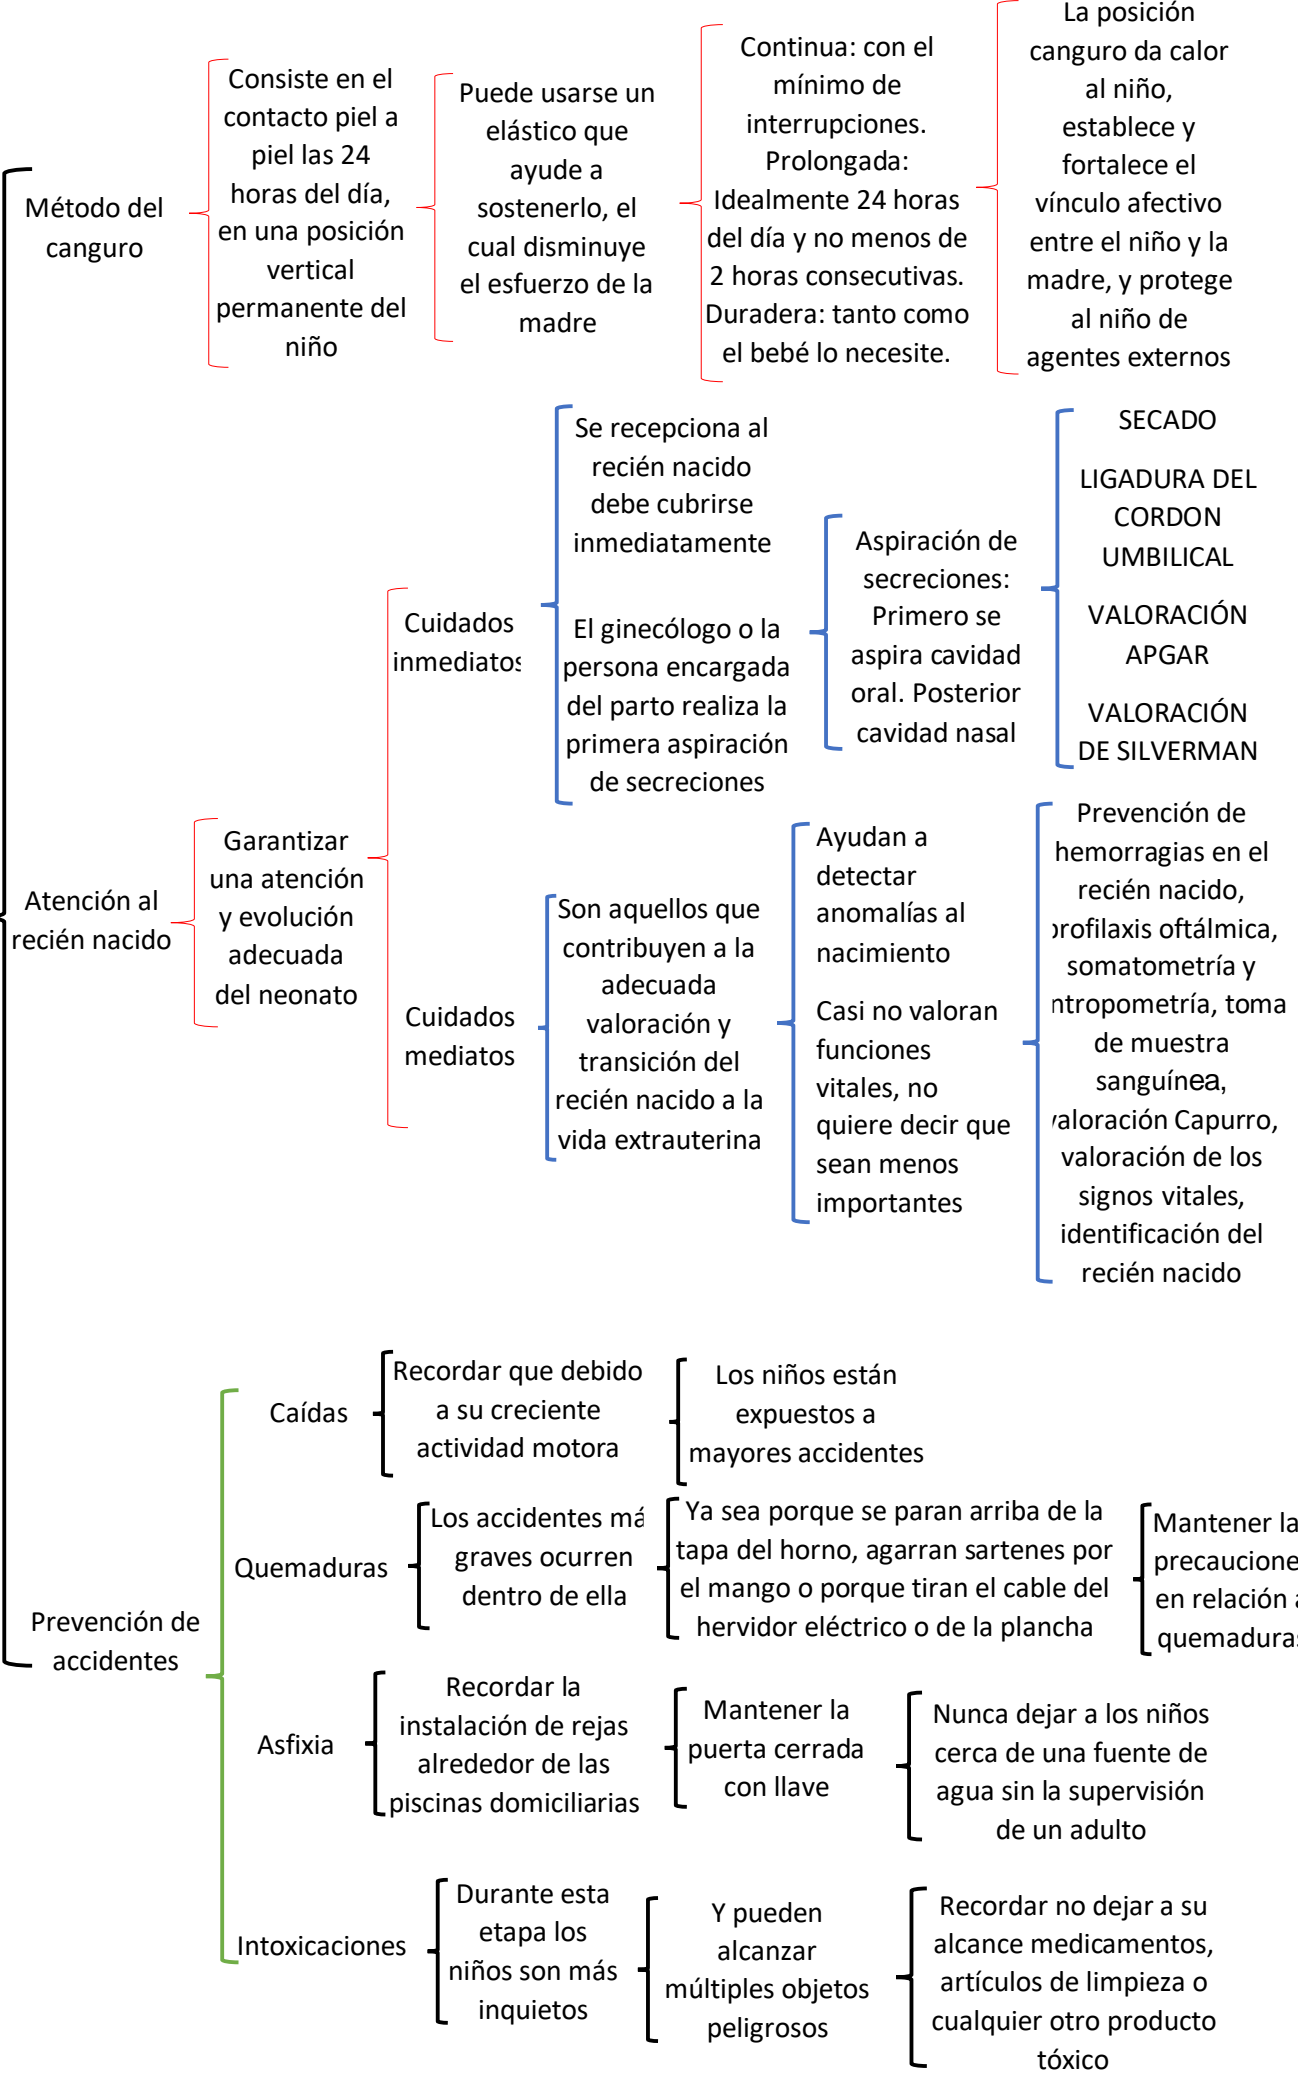 Método del
canguro
Consiste en el
contacto piel a
piel las 24
horas del día,
en una posición
vertical
permanente del
niño
Puede usarse un
elástico que
ayude a
sostenerlo, el
cual disminuye
el esfuerzo de la
madre
Continua: con el
mínimo de
interrupciones.
Prolongada:
Idealmente 24 horas
del día y no menos de
2 horas consecutivas.
Duradera: tanto como
el bebé lo necesite.
La posición
canguro da calor
al niño,
establece y
fortalece el
vínculo afectivo
entre el niño y la
madre, y protege
al niño de
agentes externos
Atención al
recién nacido
Garantizar
una atención
y evolución
adecuada
del neonato
Cuidados
inmediatos
Se recepciona al
recién nacido
debe cubrirse
inmediatamente
El ginecólogo o la
persona encargada
del parto realiza la
primera aspiración
de secreciones
Aspiración de
secreciones:
Primero se
aspira cavidad
oral. Posterior
cavidad nasal
SECADO
LIGADURA DEL
CORDON
UMBILICAL
VALORACIÓN
APGAR
VALORACIÓN
DE SILVERMAN
Cuidados
mediatos
Son aquellos que
contribuyen a la
adecuada
valoración y
transición del
recién nacido a la
vida extrauterina
Ayudan a
detectar
anomalías al
nacimiento
Casi no valoran
funciones
vitales, no
quiere decir que
sean menos
importantes
Prevención de
hemorragias en el
recién nacido,
profilaxis oftálmica,
somatometría y
ntropometría, toma
de muestra
sanguínea,
valoración Capurro,
valoración de los
signos vitales,
identificación del
recién nacido
Prevención de
accidentes
Caídas
Recordar que debido
a su creciente
actividad motora
Los niños están
expuestos a
mayores accidentes
Quemaduras
Los accidentes má
graves ocurren
dentro de ella
Ya sea porque se paran arriba de la
tapa del horno, agarran sartenes por
el mango o porque tiran el cable del
hervidor eléctrico o de la plancha
Mantener la
precaucione
en relación a
quemaduras
Asfixia
Recordar la
instalación de rejas
alrededor de las
piscinas domiciliarias
Mantener la
puerta cerrada
con llave
Nunca dejar a los niños
cerca de una fuente de
agua sin la supervisión
de un adulto
Intoxicaciones
Durante esta
etapa los
niños son más
inquietos
Y pueden
alcanzar
múltiples objetos
peligrosos
Recordar no dejar a su
alcance medicamentos,
artículos de limpieza o
cualquier otro producto
tóxico